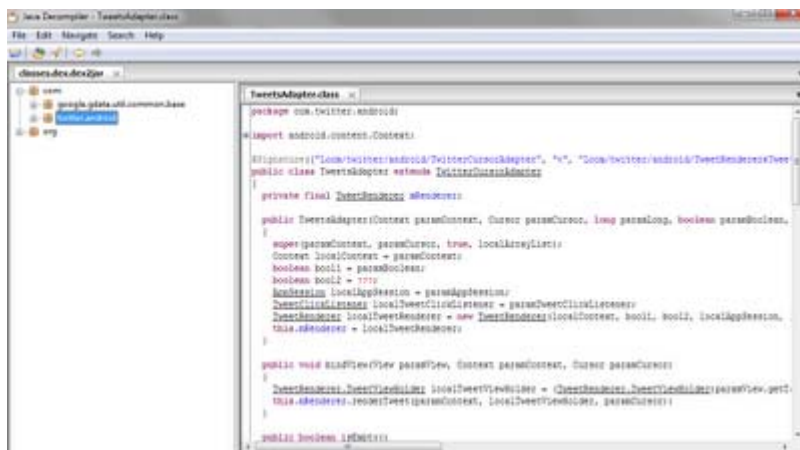 Java Decompiler - TweetsAdapter.class
File Edit Navigate Search Help
classes.dex.dex2jar
com
google.gdata.util.common.base
twitter.android
org
TweetsAdapter.class
package com.twitter.android;
import android.content.Context;
@Signature({"Lcom/twitter/android/TwitterCursorAdapter", "<", "Lcom/twitter/android/TweetRenderer$Twee
public class TweetsAdapter extends TwitterCursorAdapter
{
private final TweetRenderer mRenderer;
public TweetsAdapter(Context paramContext, Cursor paramCursor, long paramLong, boolean paramBoolean,
{
super(paramContext, paramCursor, true, localArrayList);
Context localContext = paramContext;
boolean bool1 = paramBoolean;
boolean bool2 = ???;
AppSession localAppSession = paramAppSession;
TweetClickListener localTweetClickListener = paramTweetClickListener;
TweetRenderer localTweetRenderer = new TweetRenderer(localContext, bool1, bool2, localAppSession,
this.mRenderer = localTweetRenderer;
}
public void bindView(View paramView, Context paramContext, Cursor paramCursor)
{
TweetRenderer.TweetViewHolder localTweetViewHolder = (TweetRenderer.TweetViewHolder)paramView.getT
this.mRenderer.renderTweet(paramContext, localTweetViewHolder, paramCursor);
}
public boolean isEmpty()